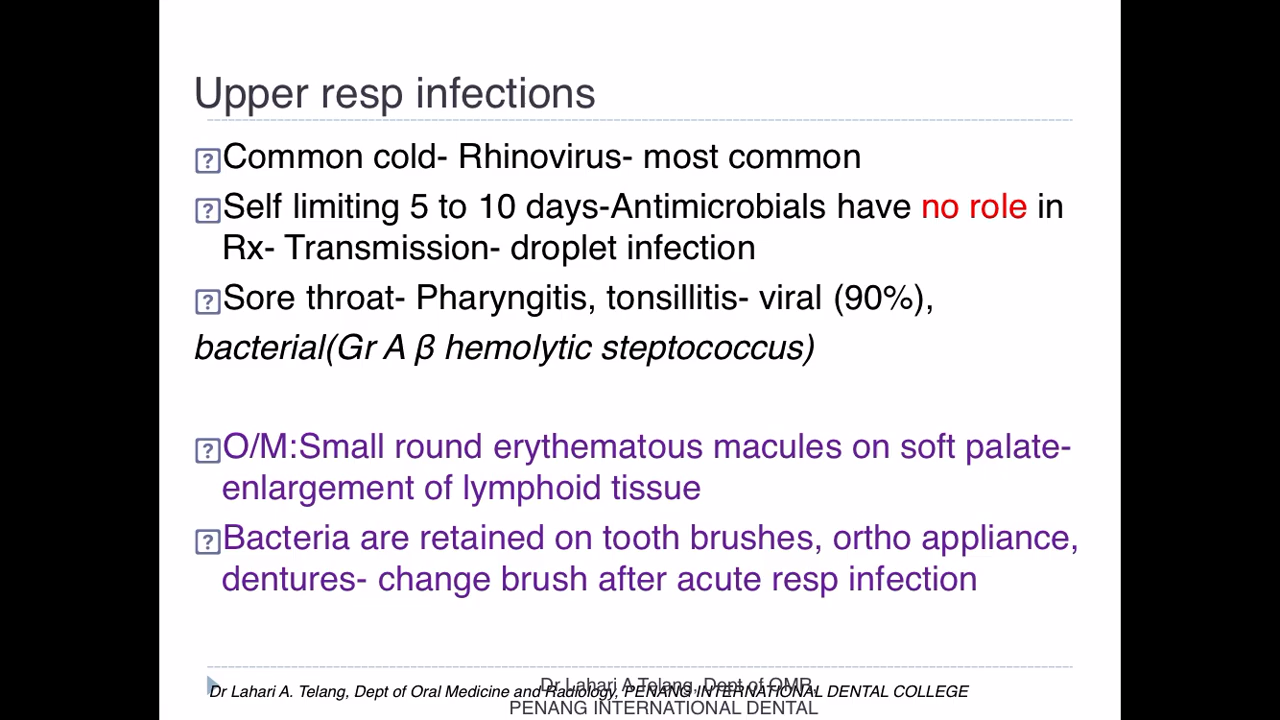 Upper resp infections
Common cold- Rhinovirus- most common
Self limiting 5 to 10 days-Antimicrobials have no role in
Rx- Transmission- droplet infection
Sore throat- Pharyngitis, tonsillitis- viral (90%),
bacterial(Gr A β hemolytic steptococcus)
O/M:Small round erythematous macules on soft palate-
enlargement of lymphoid tissue
Bacteria are retained on tooth brushes, ortho appliance,
dentures- change brush after acute resp infection
Dr Lahari A Telang, Dept of OMR,
Dr Lahari A. Telang, Dept of Oral Medicine and Radiology, PENANG INTERNATIONAL DENTAL COLLEGE
PENANG INTERNATIONAL DENTAL